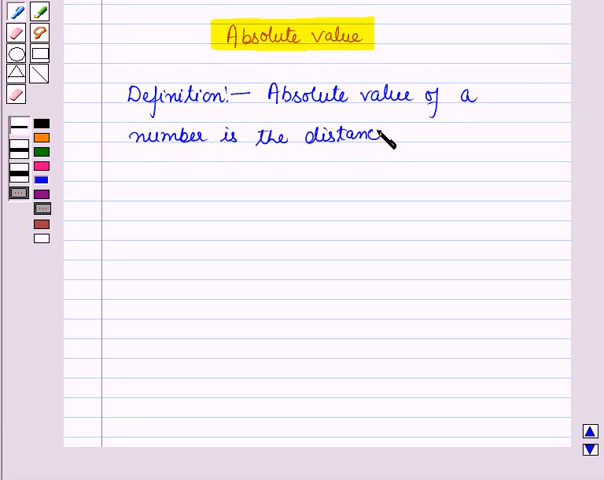 Absolute value
Definition:— Absolute value of a
number is the distanc